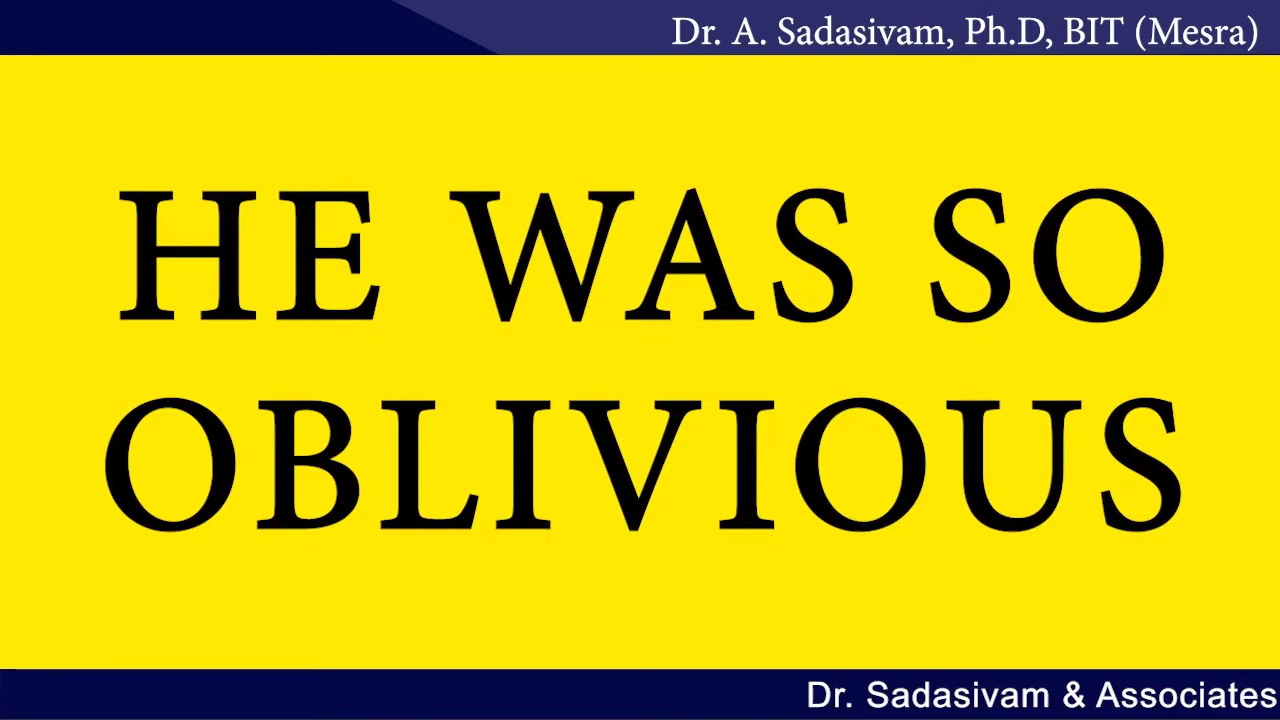 Dr. A. Sadasivam, Ph.D, BIT (Mesra)
HE WAS SO
OBLIVIOUS
Dr. Sadasivam & Associates